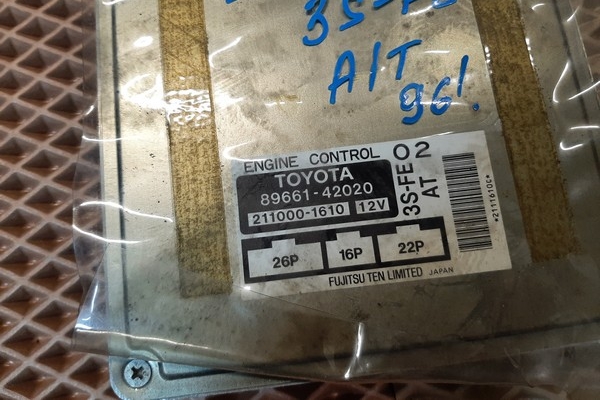 3S-FE
A/T
96!
ENGINE CONTROL
TOYOTA
89661-42020
211000-1610 12V
O2
3S-FE
AT
26P 16P 22P
FUJITSU TEN LIMITED JAPAN
*2111610C*